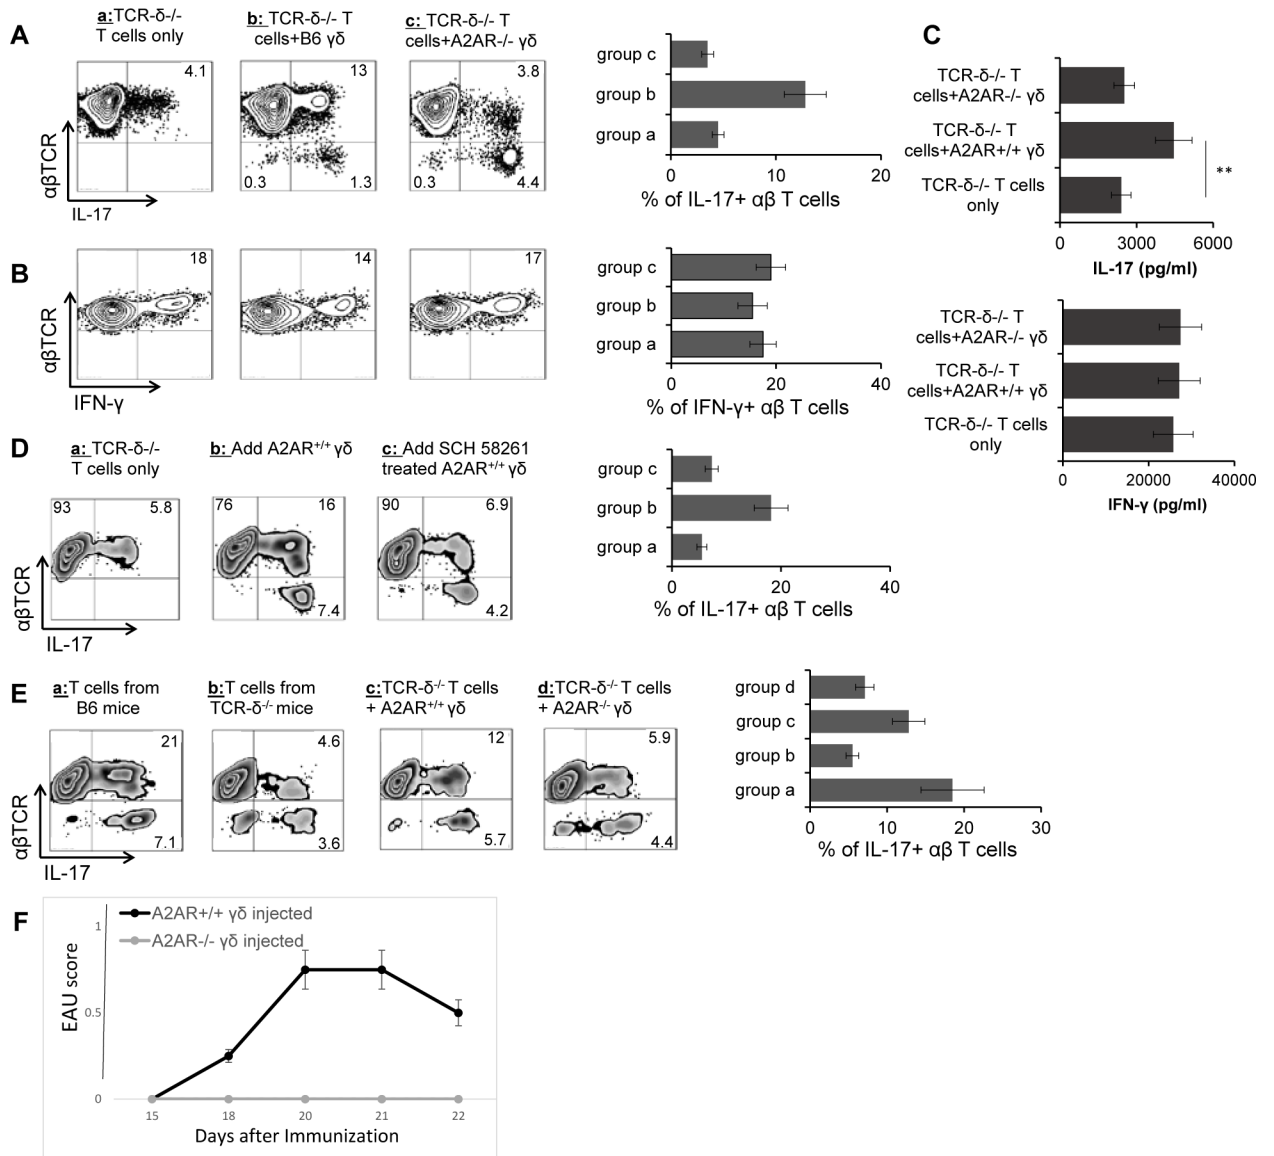 A
a:TCR-δ-/-
T cells only
b: TCR-δ-/- T
cells+B6 γδ
c: TCR-δ-/- T
cells+A2AR-/- γδ
4.1
13
0.3
1.3
3.8
0.3
4.4
αβTCR
IL-17
group c
group b
group a
0
10
20
% of IL-17+ αβ T cells
C
TCR-δ-/- T
cells+A2AR-/- γδ
TCR-δ-/- T
cells+A2AR+/+ γδ
TCR-δ-/- T cells
only
**
0
3000
6000
IL-17 (pg/ml)
B
18
14
17
αβTCR
IFN-γ
group c
group b
group a
0
20
40
% of IFN-γ+ αβ T cells
TCR-δ-/- T
cells+A2AR-/- γδ
TCR-δ-/- T
cells+A2AR+/+ γδ
TCR-δ-/- T cells
only
0
20000
40000
IFN-γ (pg/ml)
D
a: TCR-δ-/-
T cells only
b: Add A2AR+/+ γδ
c: Add SCH 58261
treated A2AR+/+ γδ
93
5.8
76
16
7.4
90
6.9
4.2
αβTCR
IL-17
group c
group b
group a
0
20
40
% of IL-17+ αβ T cells
E
a:T cells from
B6 mice
b:T cells from
TCR-δ-/- mice
c:TCR-δ-/- T cells
+ A2AR+/+ γδ
d:TCR-δ-/- T cells
+ A2AR-/- γδ
21
7.1
4.6
3.6
12
5.7
5.9
4.4
αβTCR
IL-17
group d
group c
group b
group a
0
10
20
30
% of IL-17+ αβ T cells
F
A2AR+/+ γδ injected
A2AR-/- γδ injected
EAU score
1
0.5
0
15
18
20
21
22
Days after Immunization